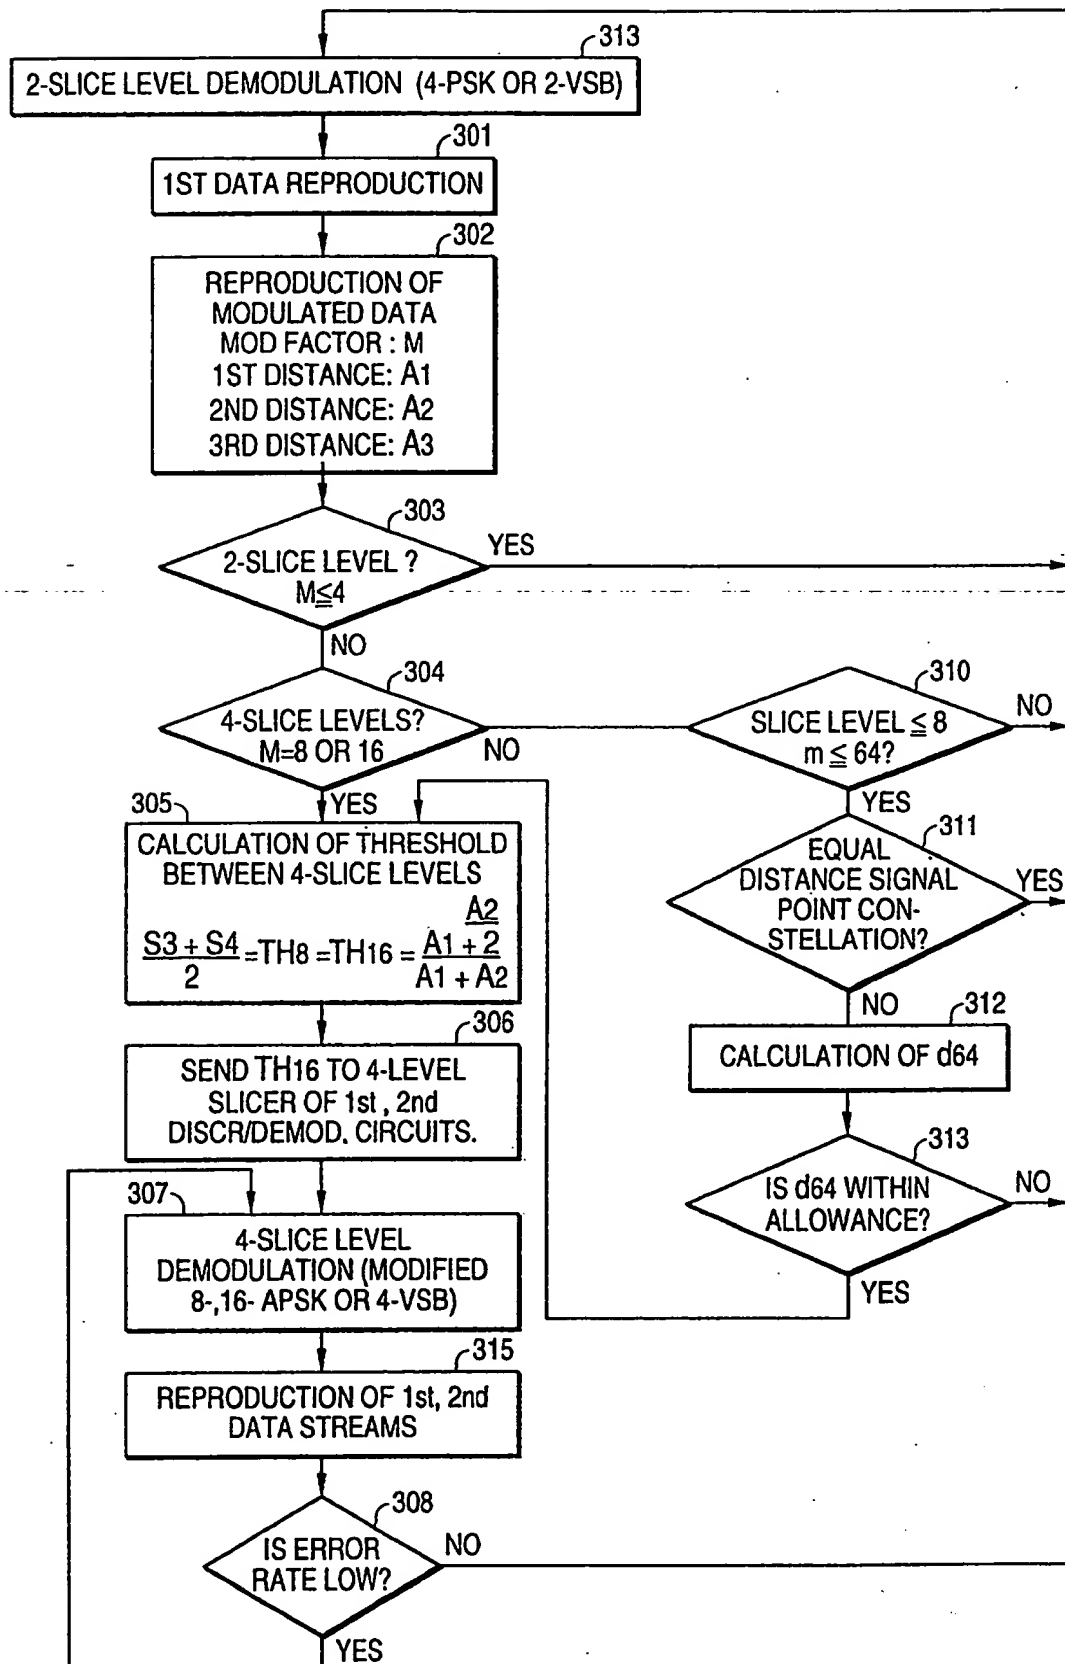 313
2-SLICE LEVEL DEMODULATION (4-PSK OR 2-VSB)
301
1ST DATA REPRODUCTION
302
REPRODUCTION OF
MODULATED DATA
MOD FACTOR : M
1ST DISTANCE: A1
2ND DISTANCE: A2
3RD DISTANCE: A3
303
2-SLICE LEVEL ?
M≦4
YES
NO
304
4-SLICE LEVELS?
M=8 OR 16
NO
YES
310
SLICE LEVEL ≦ 8
m ≦ 64?
NO
YES
311
EQUAL
DISTANCE SIGNAL
POINT CON-
STELLATION?
YES
NO
312
CALCULATION OF d64
313
IS d64 WITHIN
ALLOWANCE?
NO
YES
305
CALCULATION OF THRESHOLD
BETWEEN 4-SLICE LEVELS
A2
S3 + S4 =TH8 =TH16 = A1 + 2
2 A1 + A2
306
SEND TH16 TO 4-LEVEL
SLICER OF 1st , 2nd
DISCR/DEMOD. CIRCUITS.
307
4-SLICE LEVEL
DEMODULATION (MODIFIED
8-,16- APSK OR 4-VSB)
315
REPRODUCTION OF 1st, 2nd
DATA STREAMS
308
IS ERROR
RATE LOW?
NO
YES